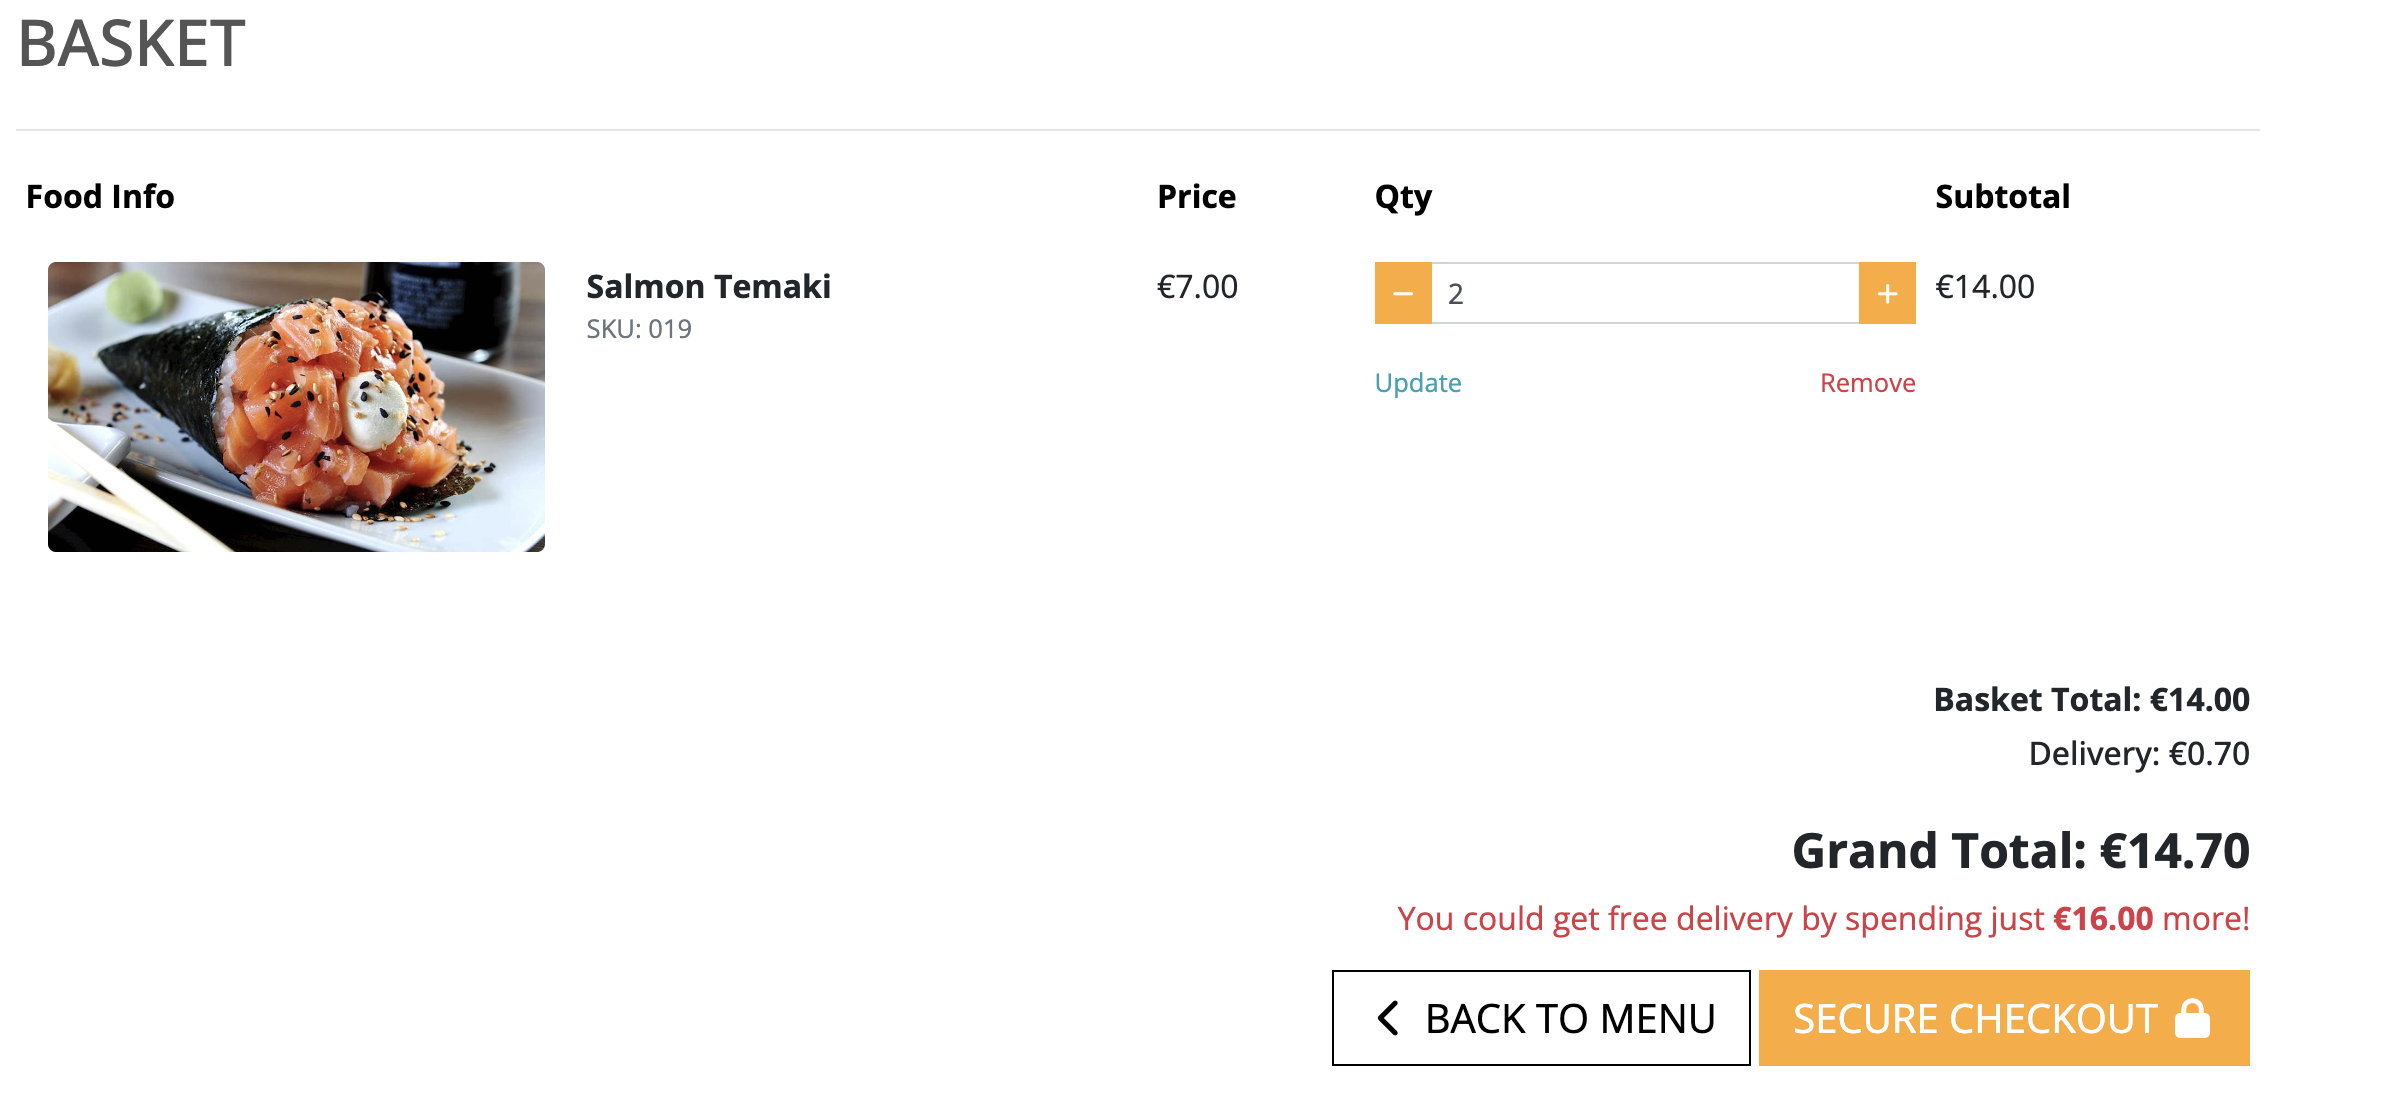 BASKET
Food Info Price Qty Subtotal
Salmon Temaki €7.00 2 €14.00
SKU: 019
Update Remove
Basket Total: €14.00
Delivery: €0.70
Grand Total: €14.70
You could get free delivery by spending just €16.00 more!
BACK TO MENU SECURE CHECKOUT